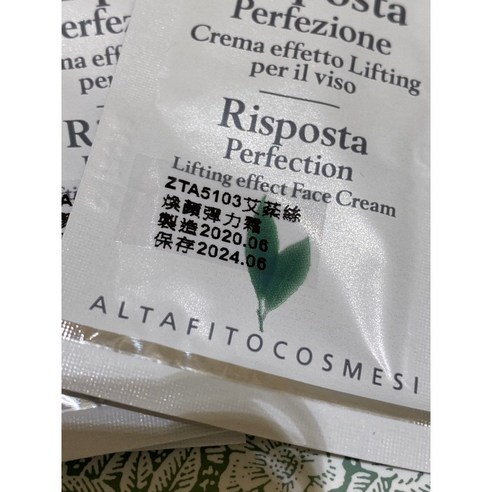 Risposta
Perfezione
Crema effetto Lifting
per il viso
Risposta
Perfection
Lifting effect Face Cream
ZTA5103艾蕬絲
煥顏彈力霜
製造2020.06
保存2024.06
ALTAFITOCOSMESI